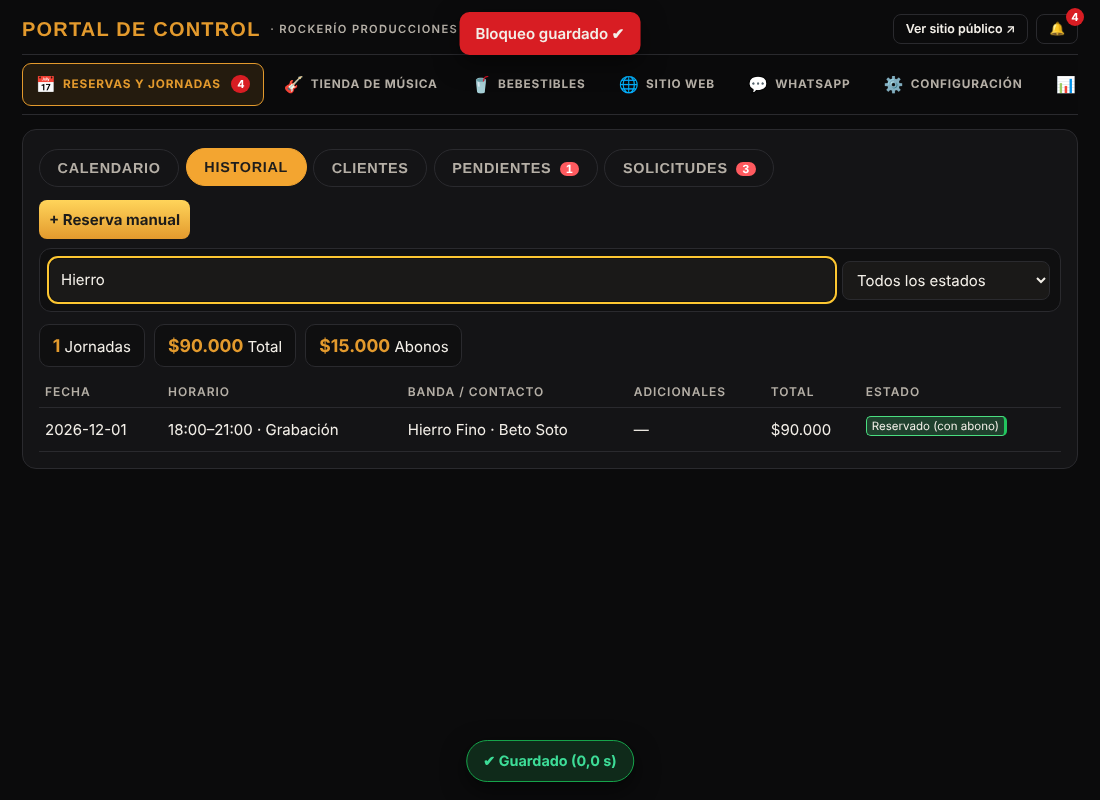 PORTAL DE CONTROL · ROCKERÍO PRODUCCIONES
Bloqueo guardado ✔
Ver sitio público ↗
🔔 4
📅 RESERVAS Y JORNADAS 4
🎸 TIENDA DE MÚSICA
🥤 BEBESTIBLES
🌐 SITIO WEB
💬 WHATSAPP
⚙️ CONFIGURACIÓN
📊
CALENDARIO
HISTORIAL
CLIENTES
PENDIENTES 1
SOLICITUDES 3
+ Reserva manual
Hierro
Todos los estados
1 Jornadas
$90.000 Total
$15.000 Abonos
FECHA HORARIO BANDA / CONTACTO ADICIONALES TOTAL ESTADO
2026-12-01 18:00–21:00 · Grabación Hierro Fino · Beto Soto — $90.000 Reservado (con abono)
✔ Guardado (0,0 s)